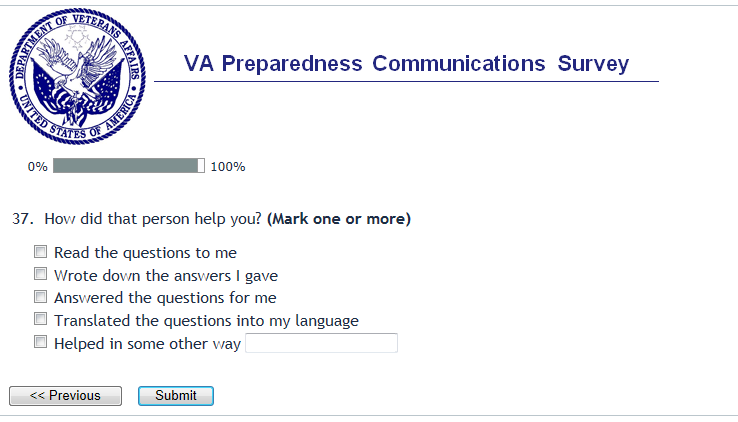 DEPARTMENT OF VETERANS AFFAIRS
UNITED STATES OF AMERICA
VA Preparedness Communications Survey
0% 100%
37. How did that person help you? (Mark one or more)
Read the questions to me
Wrote down the answers I gave
Answered the questions for me
Translated the questions into my language
Helped in some other way
<< Previous Submit